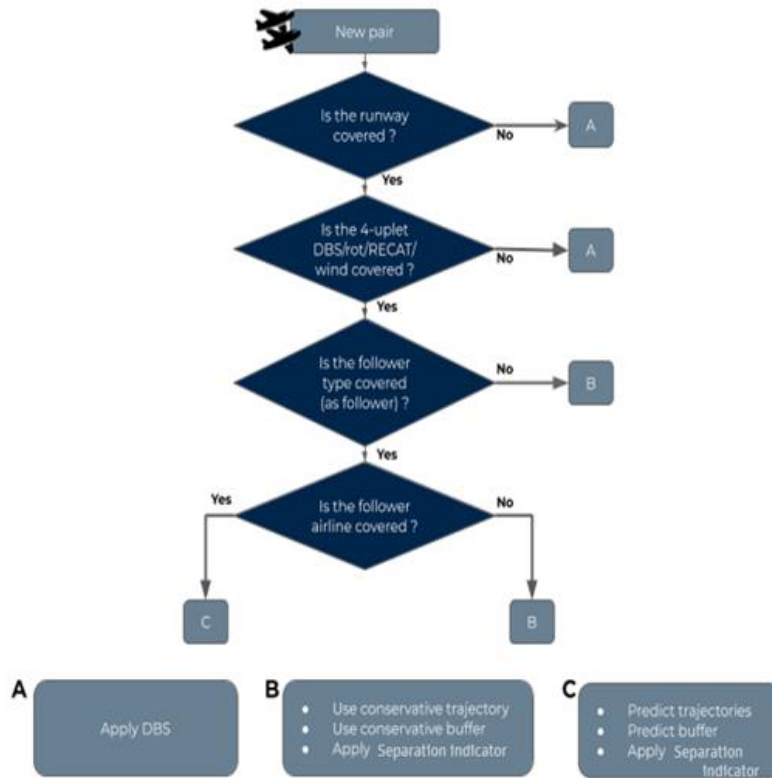 New pair
Is the runway
covered ?
No
A
Yes
Is the 4-uplet
DBS/rot/RECAT/
wind covered ?
No
A
Yes
Is the follower
type covered
(as follower) ?
No
B
Yes
Is the follower
airline covered ?
Yes
No
C
B
A
Apply DBS
B
• Use conservative trajectory
• Use conservative buffer
• Apply Separation Indicator
C
• Predict trajectories
• Predict buffer
• Apply Separation
Indicator